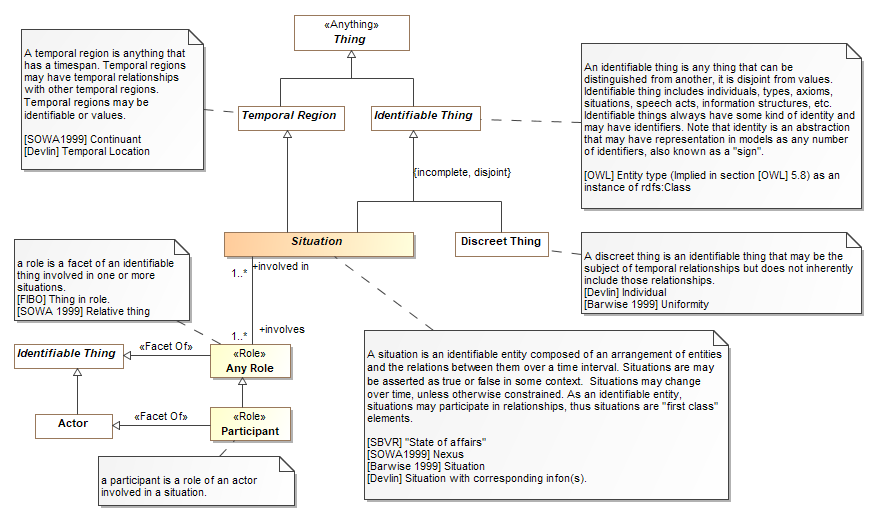 «Anything»
Thing
A temporal region is anything that
has a timespan. Temporal regions
may have temporal relationships
with other temporal regions.
Temporal regions may be
identifiable or values.
[SOWA1999] Continuant
[Devlin] Temporal Location
An identifiable thing is any thing that can be
distinguished from another, it is disjoint from values.
Identifiable thing includes individuals, types, axioms,
situations, speech acts, information structures, etc.
Identifiable things always have some kind of identity and
may have identifiers. Note that identity is an abstraction
that may have representation in models as any number
of identifiers, also known as a "sign".
[OWL] Entity type (Implied in section [OWL] 5.8) as an
instance of rdfs:Class
Temporal Region
Identifiable Thing
{incomplete, disjoint}
Situation
Discreet Thing
a role is a facet of an identifiable
thing involved in one or more
situations.
[FIBO] Thing in role.
[SOWA 1999] Relative thing
A discreet thing is an identifiable thing that may be the
subject of temporal relationships but does not inherently
include those relationships.
[Devlin] Individual
[Barwise 1999] Uniformity
+involved in
1..*
+involves
1..*
Identifiable Thing
«Facet Of»
«Role»
Any Role
A situation is an identifiable entity composed of an arrangement of entities
and the relations between them over a time interval. Situations are may
be asserted as true or false in some context.  Situations may change
over time, unless otherwise constrained. As an identifiable entity,
situations may participate in relationships, thus situations are "first class"
elements.
[SBVR] "State of affairs"
[SOWA1999] Nexus
[Barwise 1999] Situation
[Devlin] Situation with corresponding infon(s).
Actor
«Facet Of»
«Role»
Participant
a participant is a role of an actor
involved in a situation.